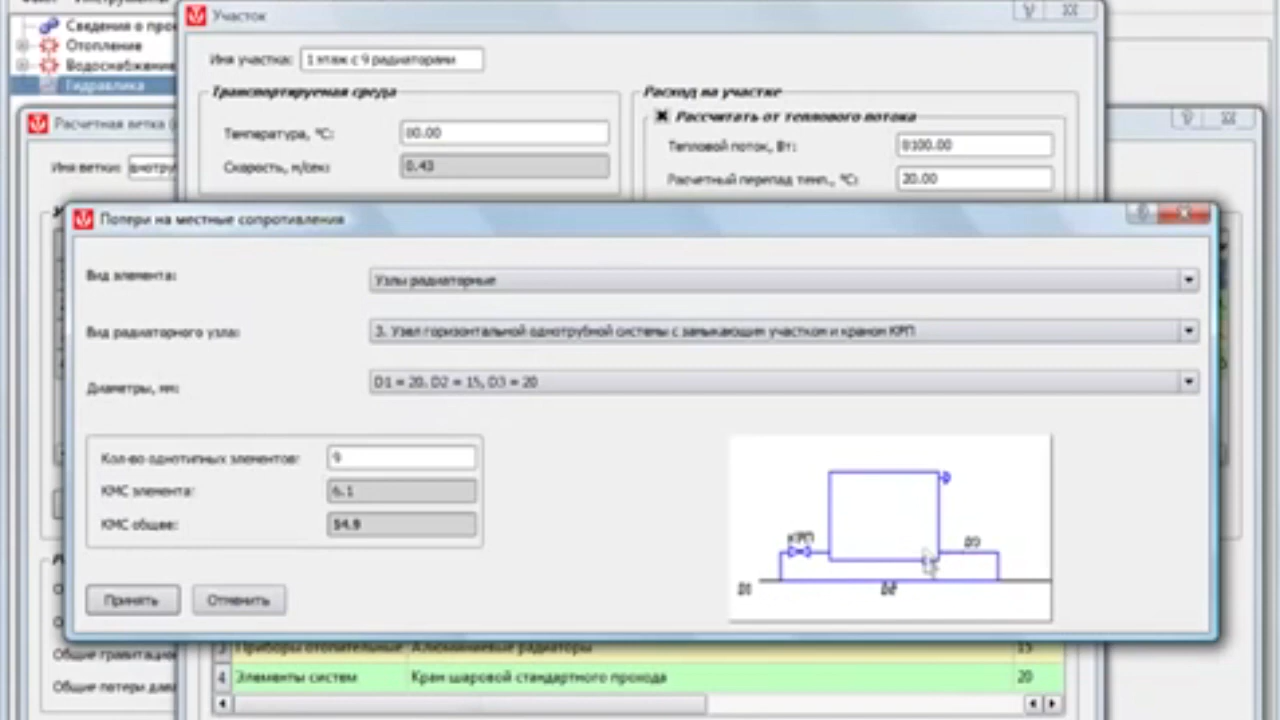 Файл Инструменты
Сведения о про
Отопление
Водоснабжение
Гидравлика
Участок
Имя участка: 1 этаж с 9 радиаторами
Транспортируемая среда
Температура, °C: 80.00
Скорость, м/сек: 0.43
Расход на участке
Рассчитать от теплового потока
Тепловой поток, Вт: 8100.00
Расчетный перепад темп., °C: 20.00
Расчетная ветка (
Имя ветки: днотру
Потери на местные сопротивления
Вид элемента: Узлы радиаторные
Вид радиаторного узла: 3. Узел горизонтальной однотрубной системы с замыкающим участком и краном КРП
Диаметры, мм: D1 = 20, D2 = 15, D3 = 20
Кол-во однотипных элементов: 9
КМС элемента: 6.1
КМС общее: 54.9
КРП
D3
D1
D2
Принять Отменить
Общие гравитацион
Общие потери давл
3 Приборы отопительные Алюминиевые радиаторы 15
4 Элементы систем Кран шаровой стандартного прохода 20